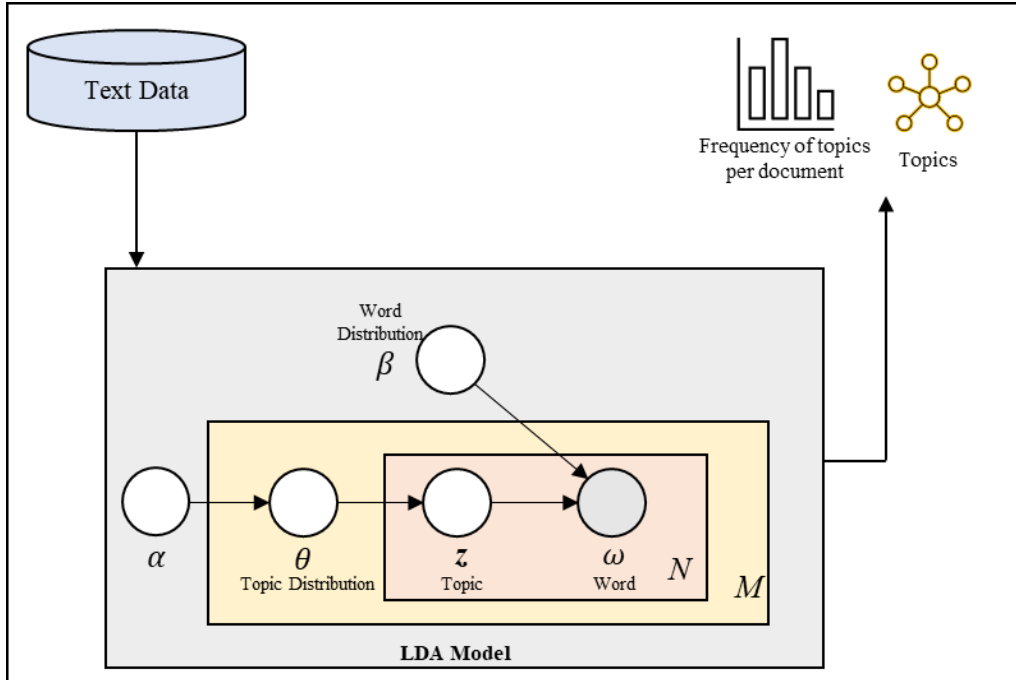 Text Data
Frequency of topics
per document
Topics
Word
Distribution
β
α
θ
Topic Distribution
z
Topic
ω
Word
N
M
LDA Model